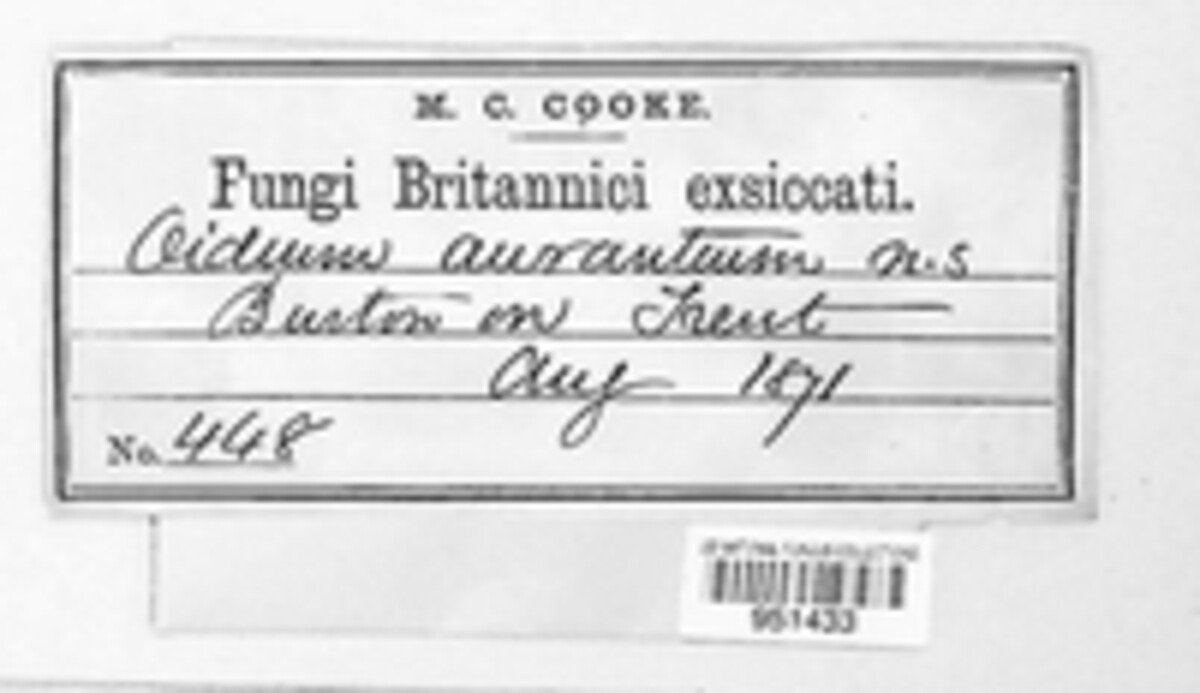 M. C. COOKE.
Fungi Britannici exsiccati.
Oidium aurantium n.s
Burton on Trent
Aug 1871
No. 448
951433